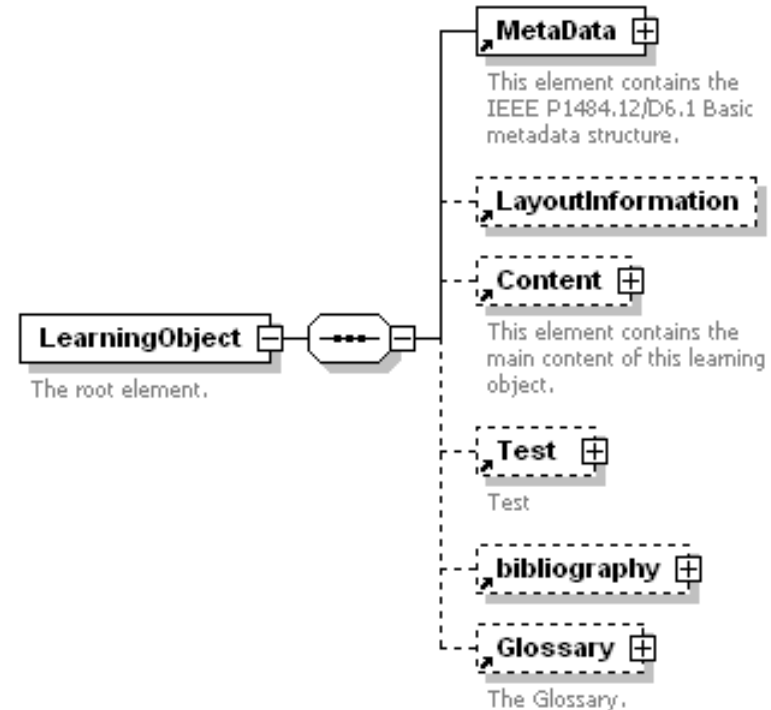 MetaData
This element contains the
IEEE P1484.12/D6.1 Basic
metadata structure.
LayoutInformation
Content
This element contains the
main content of this learning
object.
LearningObject
The root element.
Test
Test
bibliography
Glossary
The Glossary.